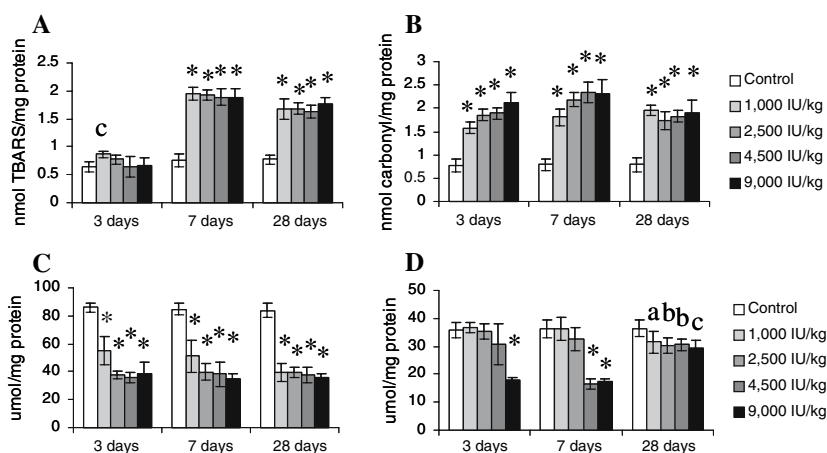 A
nmol TBARS/mg protein
2.5
2
1.5
1
0.5
0
c
* * * *
* * * *
3 days 7 days 28 days
B
nmol carbonyl/mg protein
3
2.5
2
1.5
1
0.5
0
* * * *
* * * *
* * * *
3 days 7 days 28 days
Control
1,000 IU/kg
2,500 IU/kg
4,500 IU/kg
9,000 IU/kg
C
umol/mg protein
100
80
60
40
20
0
* * * *
* * * *
* * * *
3 days 7 days 28 days
D
umol/mg protein
50
40
30
20
10
0
*
* *
a b b c
3 days 7 days 28 days
Control
1,000 IU/kg
2,500 IU/kg
4,500 IU/kg
9,000 IU/kg